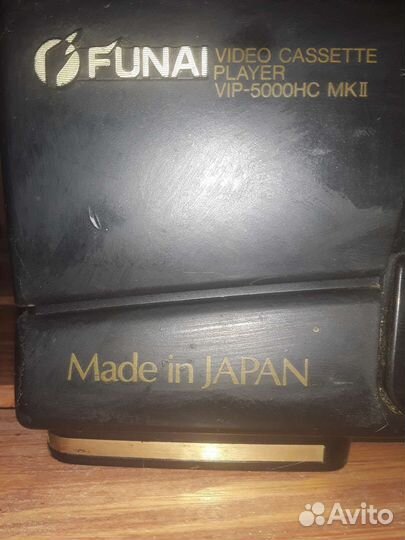 FUNAI VIDEO CASSETTE
PLAYER
VIP-5000HC MKII
Made in JAPAN
Avito